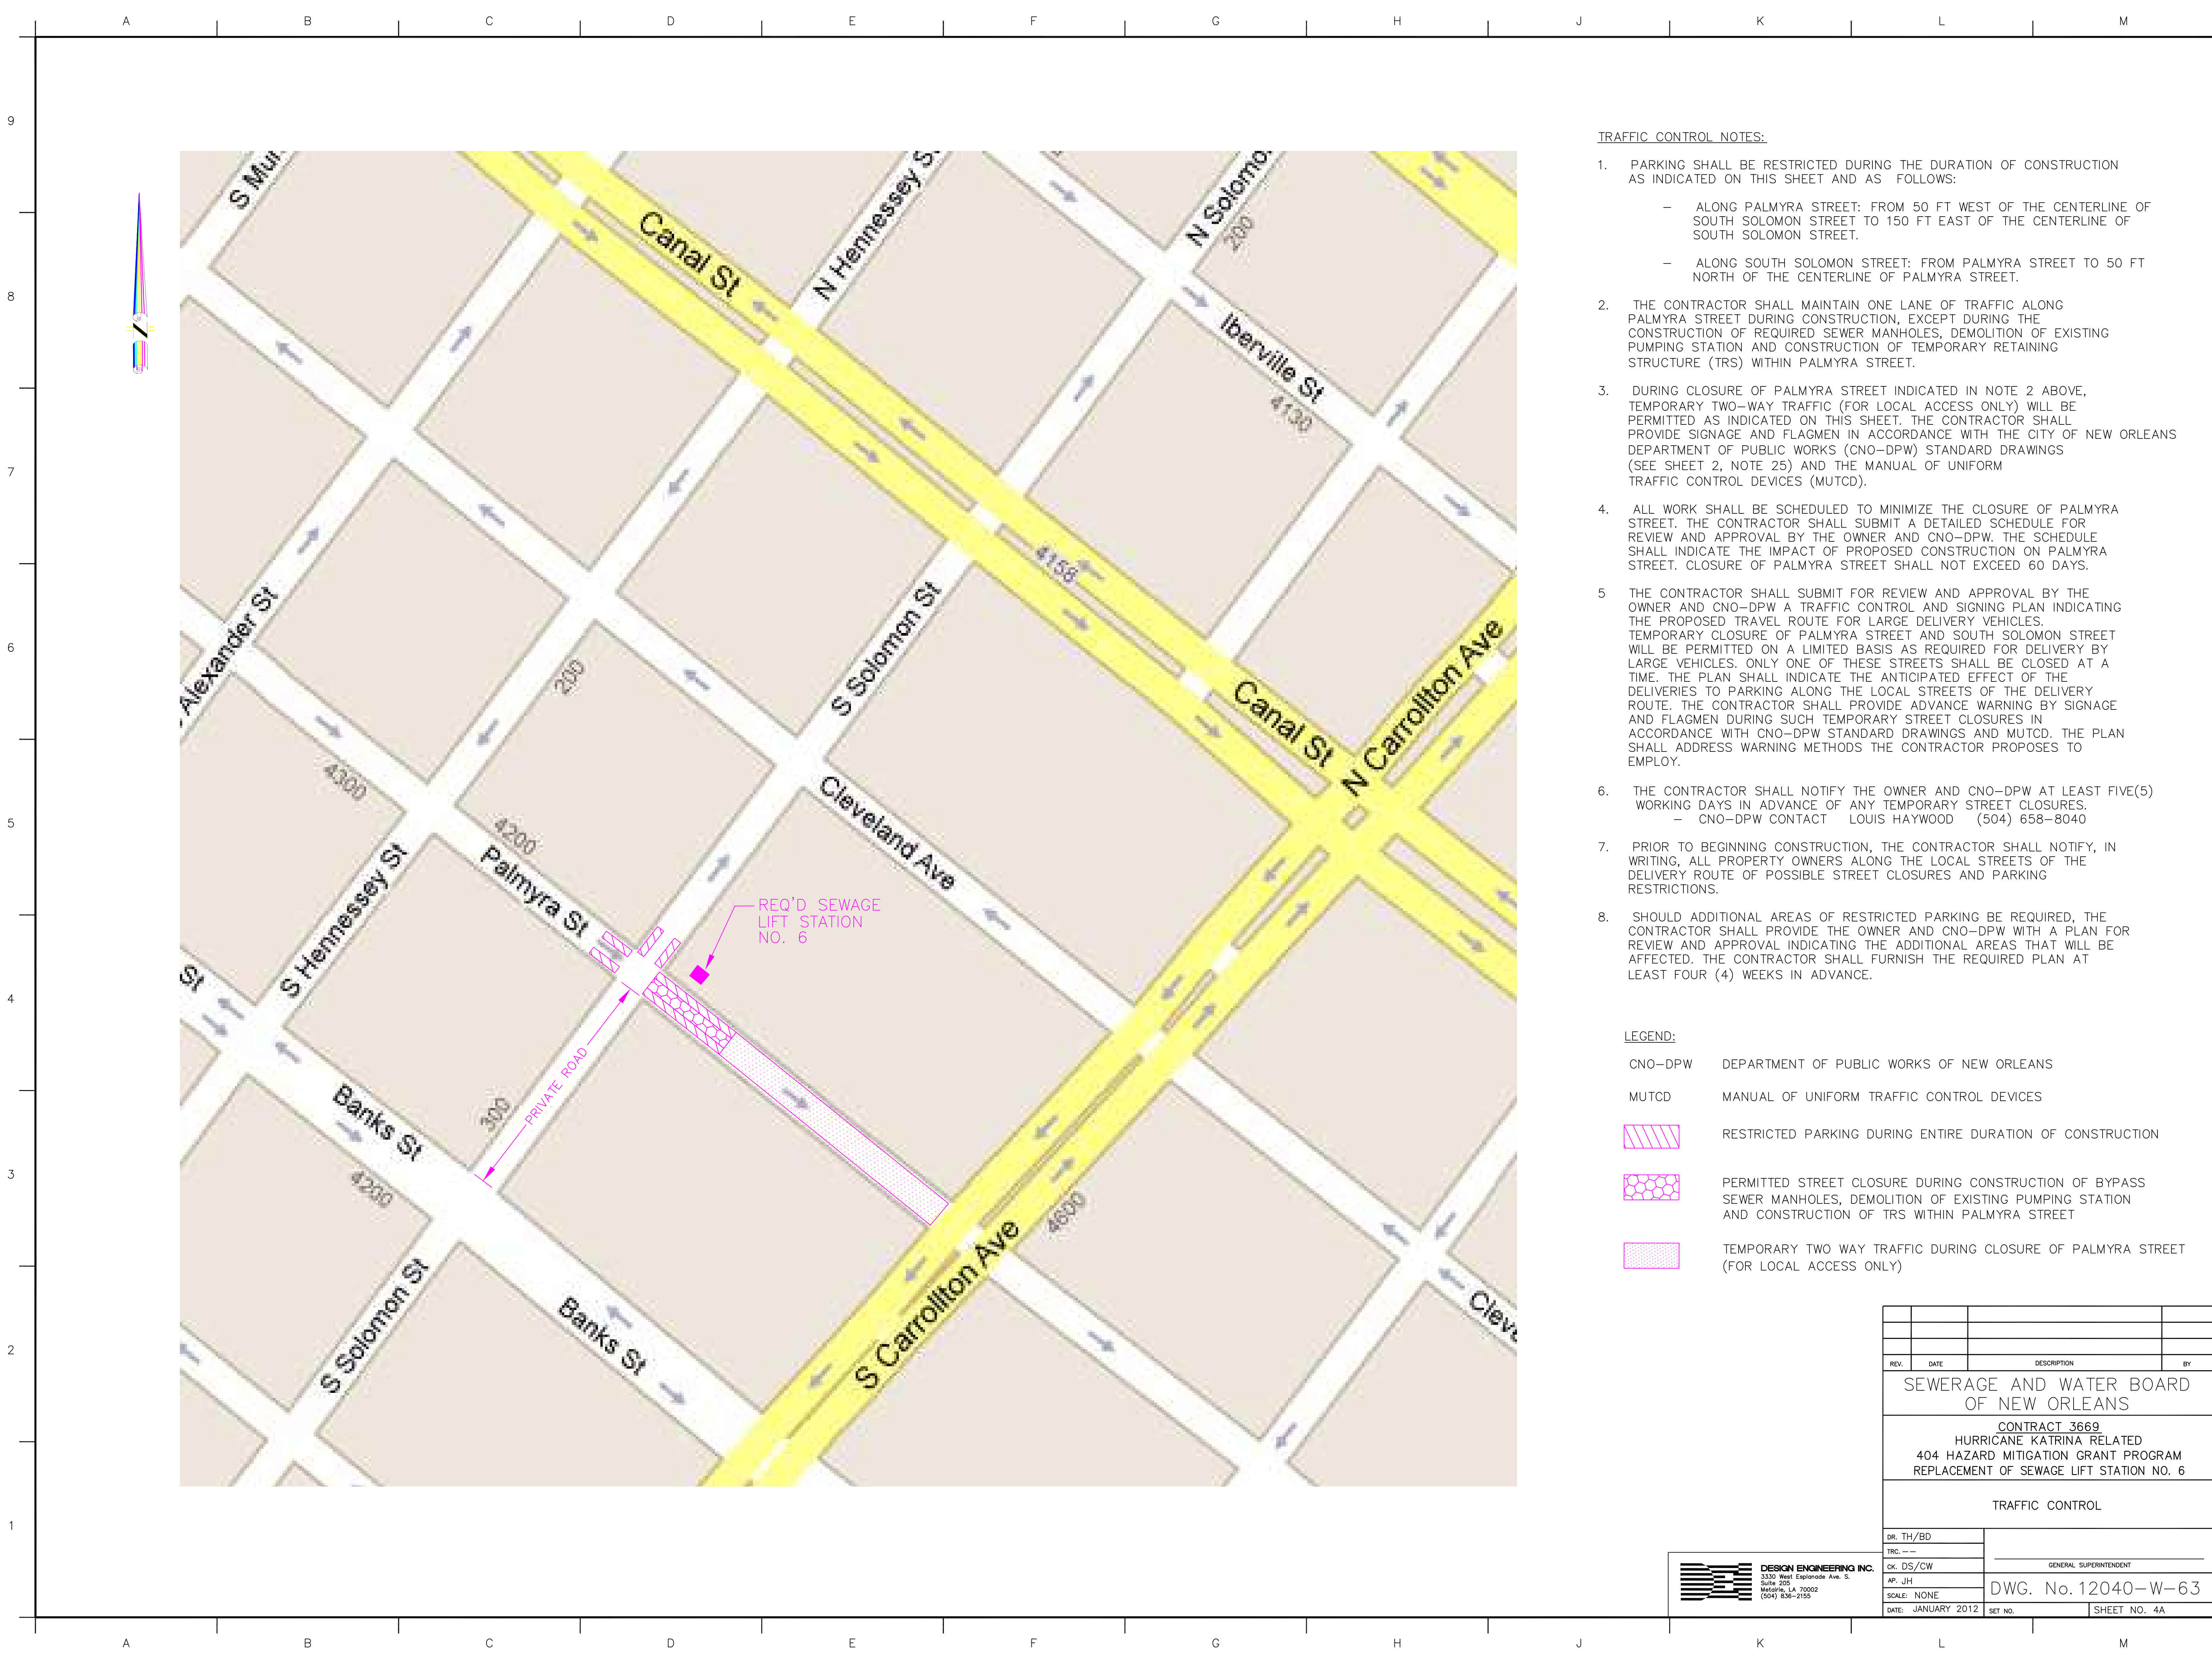 A B C D E F G H J K L M
9
8
7
6
5
4
3
2
1
S Mur
Canal St
N Hennessey St
N Solomo
200
Iberville St
4130
4158
Alexander St
200
S Solomon St
Canal St
N Carrollton Ave
4300
4200
Palmyra St
Cleveland Ave
S Hennessey St
St
REQ'D SEWAGE
LIFT STATION
NO. 6
PRIVATE ROAD
300
Banks St
4200
4600
S Carrollton Ave
S Solomon St
Banks St
Cleve
TRAFFIC CONTROL NOTES:
1. PARKING SHALL BE RESTRICTED DURING THE DURATION OF CONSTRUCTION
AS INDICATED ON THIS SHEET AND AS FOLLOWS:
– ALONG PALMYRA STREET: FROM 50 FT WEST OF THE CENTERLINE OF
SOUTH SOLOMON STREET TO 150 FT EAST OF THE CENTERLINE OF
SOUTH SOLOMON STREET.
– ALONG SOUTH SOLOMON STREET: FROM PALMYRA STREET TO 50 FT
NORTH OF THE CENTERLINE OF PALMYRA STREET.
2. THE CONTRACTOR SHALL MAINTAIN ONE LANE OF TRAFFIC ALONG
PALMYRA STREET DURING CONSTRUCTION, EXCEPT DURING THE
CONSTRUCTION OF REQUIRED SEWER MANHOLES, DEMOLITION OF EXISTING
PUMPING STATION AND CONSTRUCTION OF TEMPORARY RETAINING
STRUCTURE (TRS) WITHIN PALMYRA STREET.
3. DURING CLOSURE OF PALMYRA STREET INDICATED IN NOTE 2 ABOVE,
TEMPORARY TWO–WAY TRAFFIC (FOR LOCAL ACCESS ONLY) WILL BE
PERMITTED AS INDICATED ON THIS SHEET. THE CONTRACTOR SHALL
PROVIDE SIGNAGE AND FLAGMEN IN ACCORDANCE WITH THE CITY OF NEW ORLEANS
DEPARTMENT OF PUBLIC WORKS (CNO–DPW) STANDARD DRAWINGS
(SEE SHEET 2, NOTE 25) AND THE MANUAL OF UNIFORM
TRAFFIC CONTROL DEVICES (MUTCD).
4. ALL WORK SHALL BE SCHEDULED TO MINIMIZE THE CLOSURE OF PALMYRA
STREET. THE CONTRACTOR SHALL SUBMIT A DETAILED SCHEDULE FOR
REVIEW AND APPROVAL BY THE OWNER AND CNO–DPW. THE SCHEDULE
SHALL INDICATE THE IMPACT OF PROPOSED CONSTRUCTION ON PALMYRA
STREET. CLOSURE OF PALMYRA STREET SHALL NOT EXCEED 60 DAYS.
5 THE CONTRACTOR SHALL SUBMIT FOR REVIEW AND APPROVAL BY THE
OWNER AND CNO–DPW A TRAFFIC CONTROL AND SIGNING PLAN INDICATING
THE PROPOSED TRAVEL ROUTE FOR LARGE DELIVERY VEHICLES.
TEMPORARY CLOSURE OF PALMYRA STREET AND SOUTH SOLOMON STREET
WILL BE PERMITTED ON A LIMITED BASIS AS REQUIRED FOR DELIVERY BY
LARGE VEHICLES. ONLY ONE OF THESE STREETS SHALL BE CLOSED AT A
TIME. THE PLAN SHALL INDICATE THE ANTICIPATED EFFECT OF THE
DELIVERIES TO PARKING ALONG THE LOCAL STREETS OF THE DELIVERY
ROUTE. THE CONTRACTOR SHALL PROVIDE ADVANCE WARNING BY SIGNAGE
AND FLAGMEN DURING SUCH TEMPORARY STREET CLOSURES IN
ACCORDANCE WITH CNO–DPW STANDARD DRAWINGS AND MUTCD. THE PLAN
SHALL ADDRESS WARNING METHODS THE CONTRACTOR PROPOSES TO
EMPLOY.
6. THE CONTRACTOR SHALL NOTIFY THE OWNER AND CNO–DPW AT LEAST FIVE(5)
WORKING DAYS IN ADVANCE OF ANY TEMPORARY STREET CLOSURES.
– CNO–DPW CONTACT LOUIS HAYWOOD (504) 658–8040
7. PRIOR TO BEGINNING CONSTRUCTION, THE CONTRACTOR SHALL NOTIFY, IN
WRITING, ALL PROPERTY OWNERS ALONG THE LOCAL STREETS OF THE
DELIVERY ROUTE OF POSSIBLE STREET CLOSURES AND PARKING
RESTRICTIONS.
8. SHOULD ADDITIONAL AREAS OF RESTRICTED PARKING BE REQUIRED, THE
CONTRACTOR SHALL PROVIDE THE OWNER AND CNO–DPW WITH A PLAN FOR
REVIEW AND APPROVAL INDICATING THE ADDITIONAL AREAS THAT WILL BE
AFFECTED. THE CONTRACTOR SHALL FURNISH THE REQUIRED PLAN AT
LEAST FOUR (4) WEEKS IN ADVANCE.
LEGEND:
CNO–DPW DEPARTMENT OF PUBLIC WORKS OF NEW ORLEANS
MUTCD MANUAL OF UNIFORM TRAFFIC CONTROL DEVICES
RESTRICTED PARKING DURING ENTIRE DURATION OF CONSTRUCTION
PERMITTED STREET CLOSURE DURING CONSTRUCTION OF BYPASS
SEWER MANHOLES, DEMOLITION OF EXISTING PUMPING STATION
AND CONSTRUCTION OF TRS WITHIN PALMYRA STREET
TEMPORARY TWO WAY TRAFFIC DURING CLOSURE OF PALMYRA STREET
(FOR LOCAL ACCESS ONLY)
REV. DATE DESCRIPTION BY
SEWERAGE AND WATER BOARD
OF NEW ORLEANS
CONTRACT 3669
HURRICANE KATRINA RELATED
404 HAZARD MITIGATION GRANT PROGRAM
REPLACEMENT OF SEWAGE LIFT STATION NO. 6
TRAFFIC CONTROL
DR. TH/BD
TRC. – –
CK. DS/CW
AP. JH
SCALE: NONE
DATE: JANUARY 2012
GENERAL SUPERINTENDENT
DWG. No. 12040–W–63
SET NO.
SHEET NO. 4A
DESIGN ENGINEERING INC.
3330 West Esplanade Ave. S.
Suite 205
Metairie, LA 70002
(504) 836–2155
A B C D E F G H J K L M